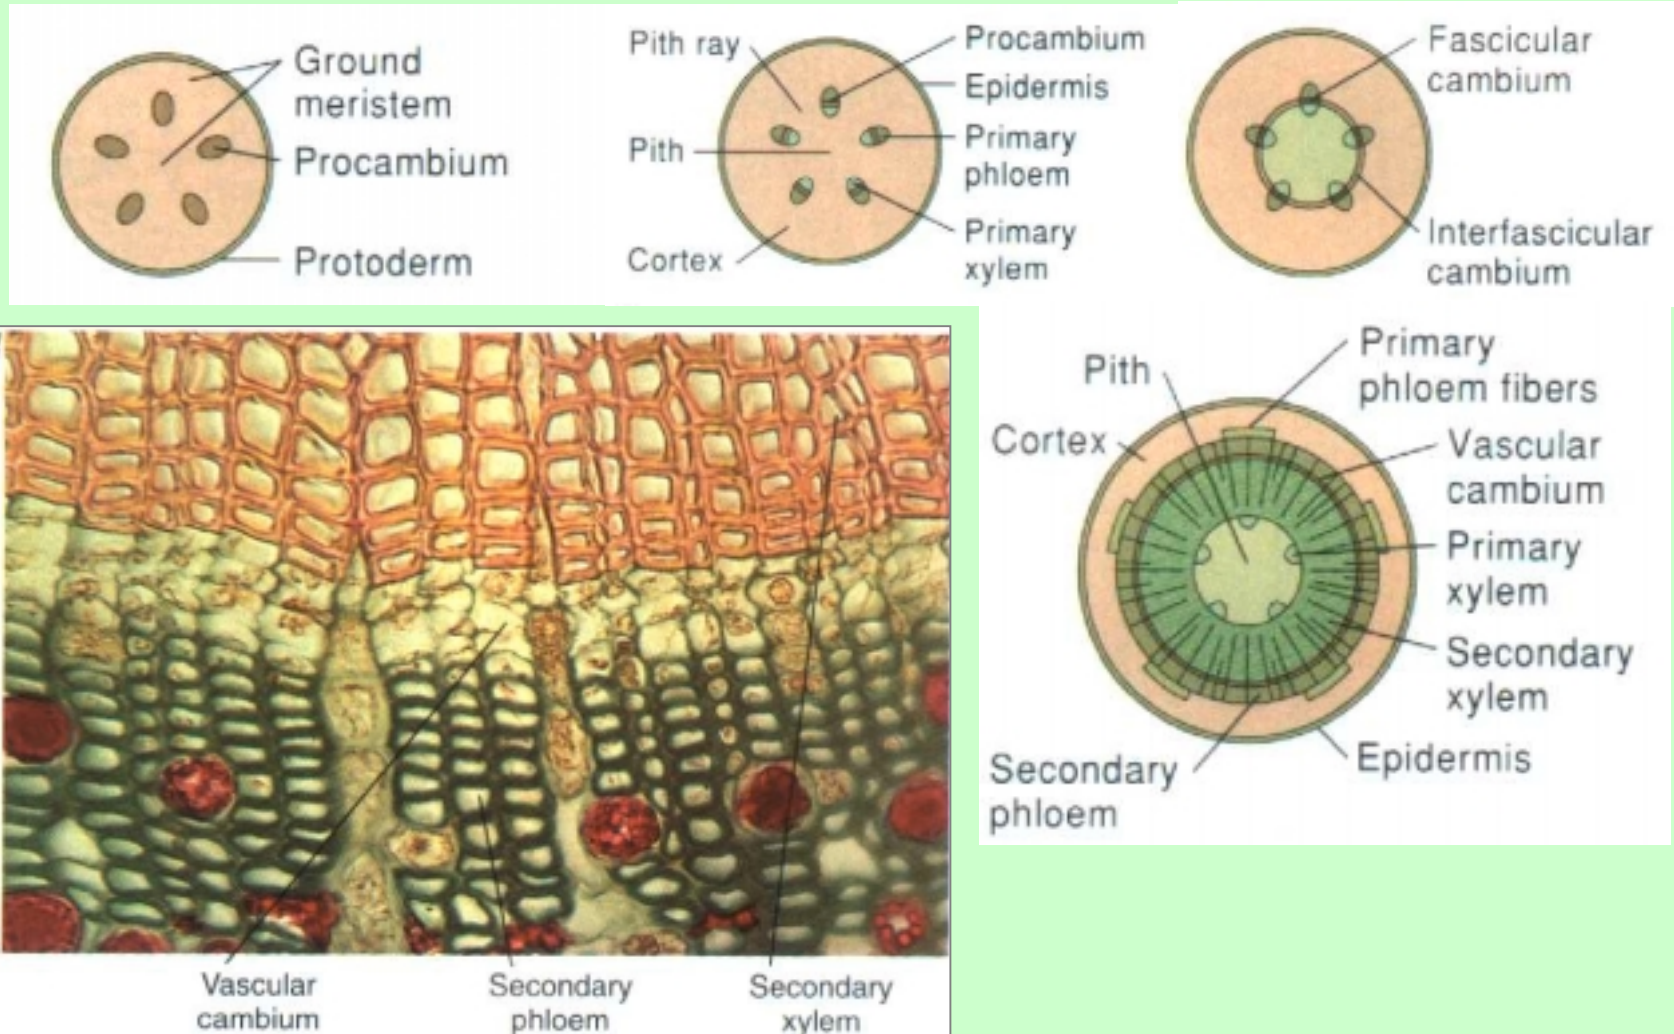 Ground
meristem
Procambium
Protoderm
Pith ray
Pith
Cortex
Procambium
Epidermis
Primary
phloem
Primary
xylem
Fascicular
cambium
Interfascicular
cambium
Vascular
cambium
Secondary
phloem
Secondary
xylem
Pith
Cortex
Primary
phloem fibers
Vascular
cambium
Primary
xylem
Secondary
xylem
Epidermis
Secondary
phloem